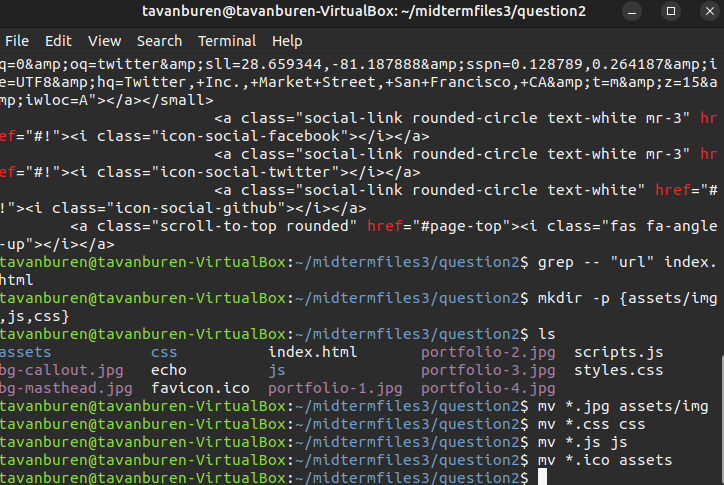 tavanburen@tavanburen-VirtualBox: ~/midtermfiles3/question2
File Edit View Search Terminal Help
q=0&amp;oq=twitter&amp;sll=28.659344,-81.187888&amp;sspn=0.128789,0.264187&amp;i
e=UTF8&amp;hq=Twitter,+Inc.,+Market+Street,+San+Francisco,+CA&amp;t=m&amp;z=15&a
mp;iwloc=A"></a></small>
<a class="social-link rounded-circle text-white mr-3" hr
ef="#!"><i class="icon-social-facebook"></i></a>
<a class="social-link rounded-circle text-white mr-3" hr
ef="#!"><i class="icon-social-twitter"></i></a>
<a class="social-link rounded-circle text-white" href="#
!"><i class="icon-social-github"></i></a>
<a class="scroll-to-top rounded" href="#page-top"><i class="fas fa-angle
-up"></i></a>
tavanburen@tavanburen-VirtualBox:~/midtermfiles3/question2$ grep -- "url" index.
html
tavanburen@tavanburen-VirtualBox:~/midtermfiles3/question2$ mkdir -p {assets/img
,js,css}
tavanburen@tavanburen-VirtualBox:~/midtermfiles3/question2$ ls
assets css index.html portfolio-2.jpg scripts.js
bg-callout.jpg echo js portfolio-3.jpg styles.css
bg-masthead.jpg favicon.ico portfolio-1.jpg portfolio-4.jpg
tavanburen@tavanburen-VirtualBox:~/midtermfiles3/question2$ mv *.jpg assets/img
tavanburen@tavanburen-VirtualBox:~/midtermfiles3/question2$ mv *.css css
tavanburen@tavanburen-VirtualBox:~/midtermfiles3/question2$ mv *.js js
tavanburen@tavanburen-VirtualBox:~/midtermfiles3/question2$ mv *.ico assets
tavanburen@tavanburen-VirtualBox:~/midtermfiles3/question2$